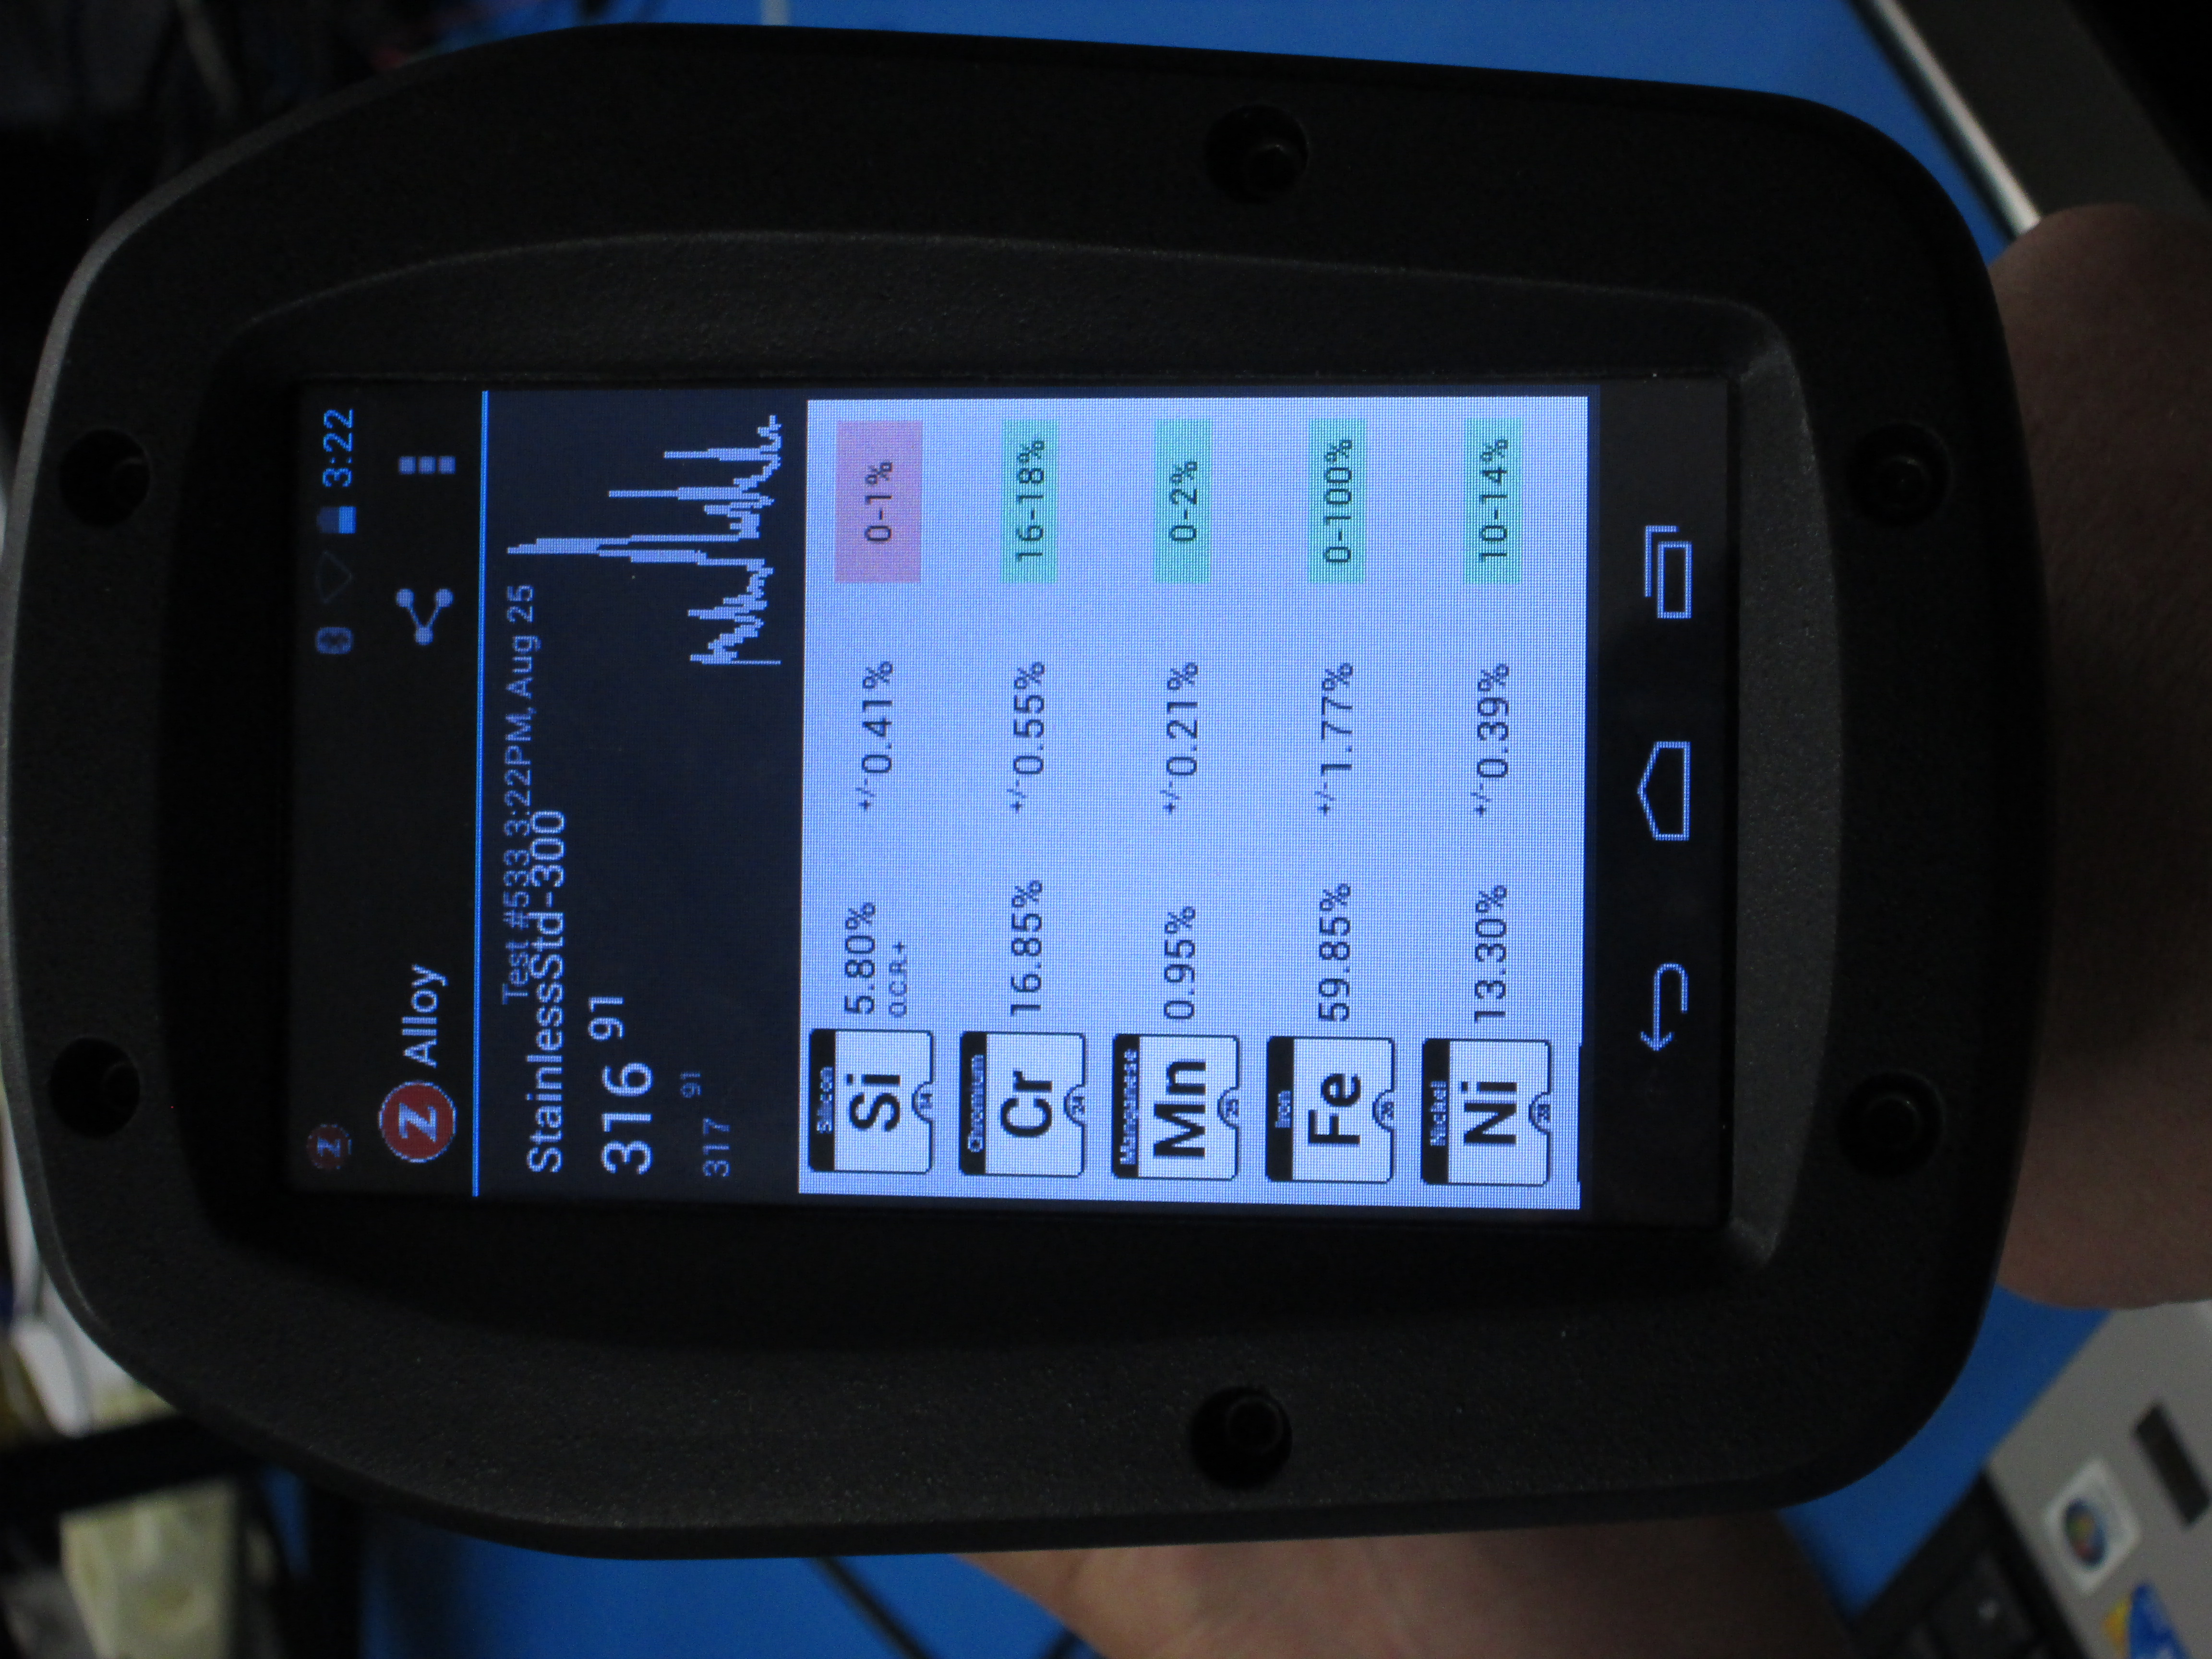 Z 3:22
Z Alloy
Test #533 3:22PM, Aug 25
StainlessStd-300
316 91
317 91
Silicon
Si 5.80% +/-0.41% 0-1%
O.C.R.+
14
Chromium
Cr 16.85% +/-0.55% 16-18%
24
Manganese
Mn 0.95% +/-0.21% 0-2%
25
Iron
Fe 59.85% +/-1.77% 0-100%
26
Nickel
Ni 13.30% +/-0.39% 10-14%
28